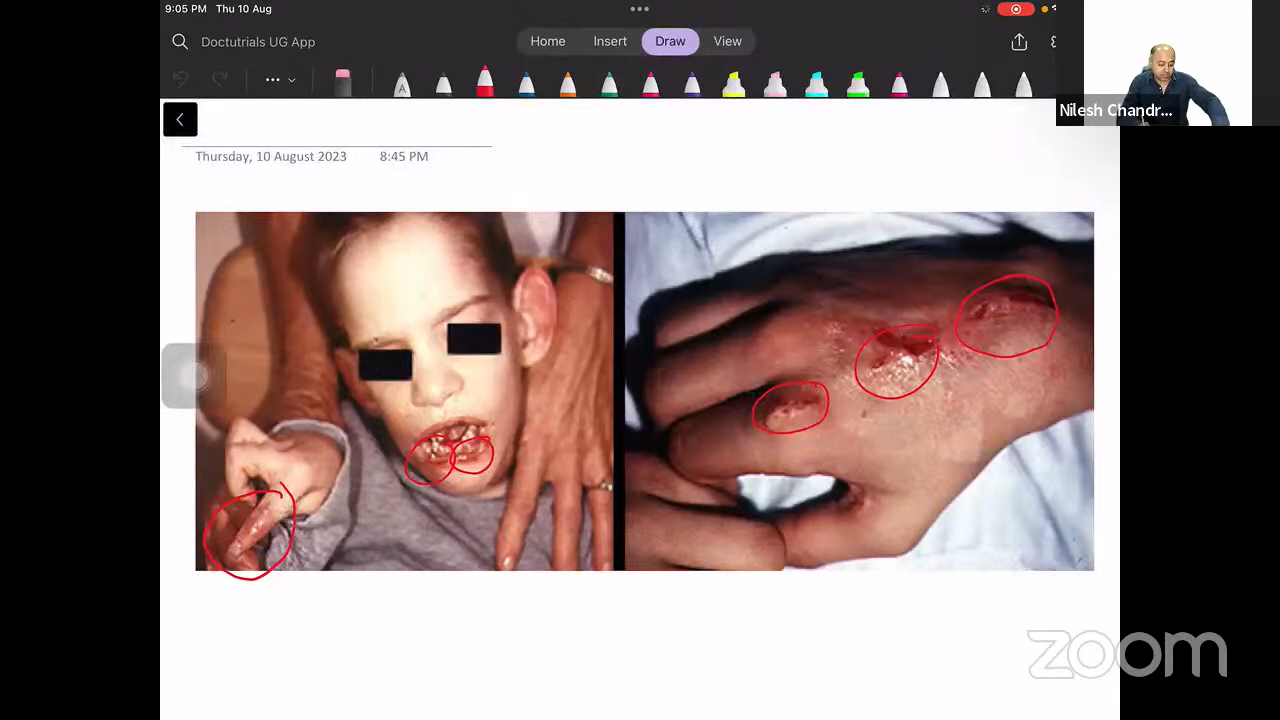 9:05 PM Thu 10 Aug
Doctutrials UG App
Home Insert Draw View
A
Nilesh Chandr...
Thursday, 10 August 2023 8:45 PM
zoom